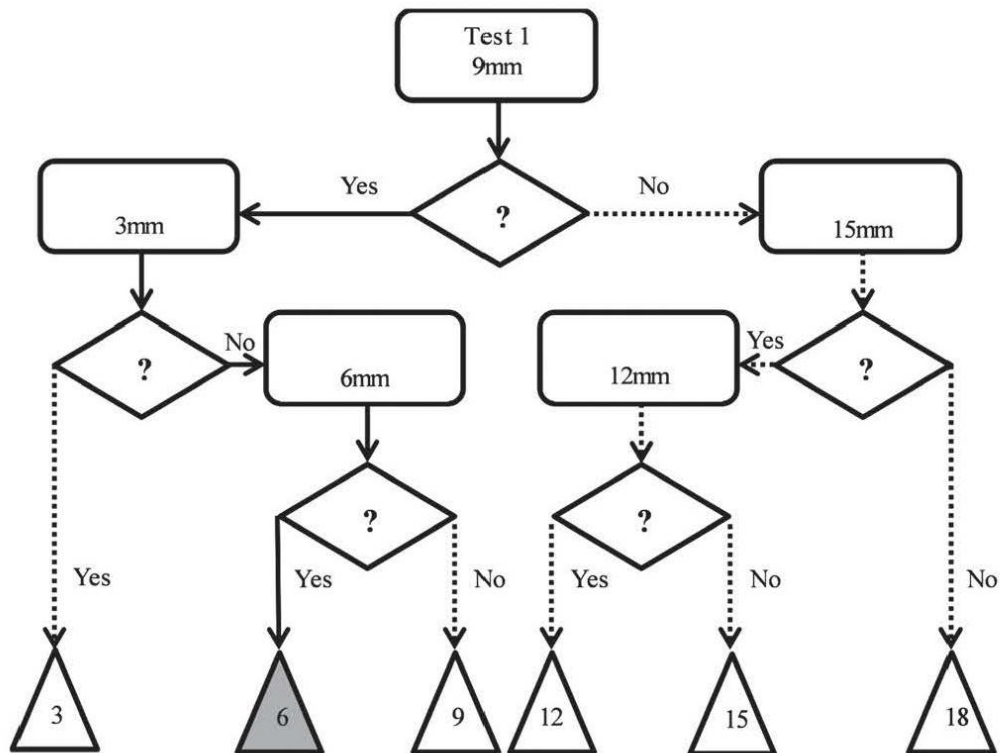 Test 1
9mm
Yes
No
?
3mm
15mm
No
Yes
?
6mm
12mm
?
?
?
Yes
Yes
No
Yes
No
No
3
6
9
12
15
18